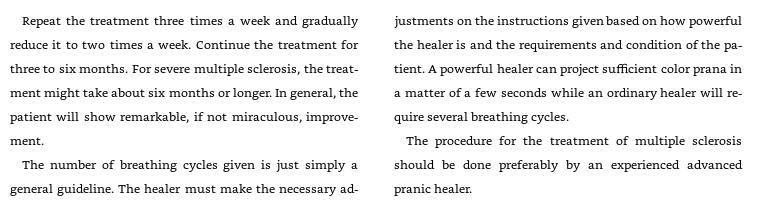 Repeat the treatment three times a week and gradually
reduce it to two times a week. Continue the treatment for
three to six months. For severe multiple sclerosis, the treat-
ment might take about six months or longer. In general, the
patient will show remarkable, if not miraculous, improve-
ment.
The number of breathing cycles given is just simply a
general guideline. The healer must make the necessary ad-
justments on the instructions given based on how powerful
the healer is and the requirements and condition of the pa-
tient. A powerful healer can project sufficient color prana in
a matter of a few seconds while an ordinary healer will re-
quire several breathing cycles.
The procedure for the treatment of multiple sclerosis
should be done preferably by an experienced advanced
pranic healer.